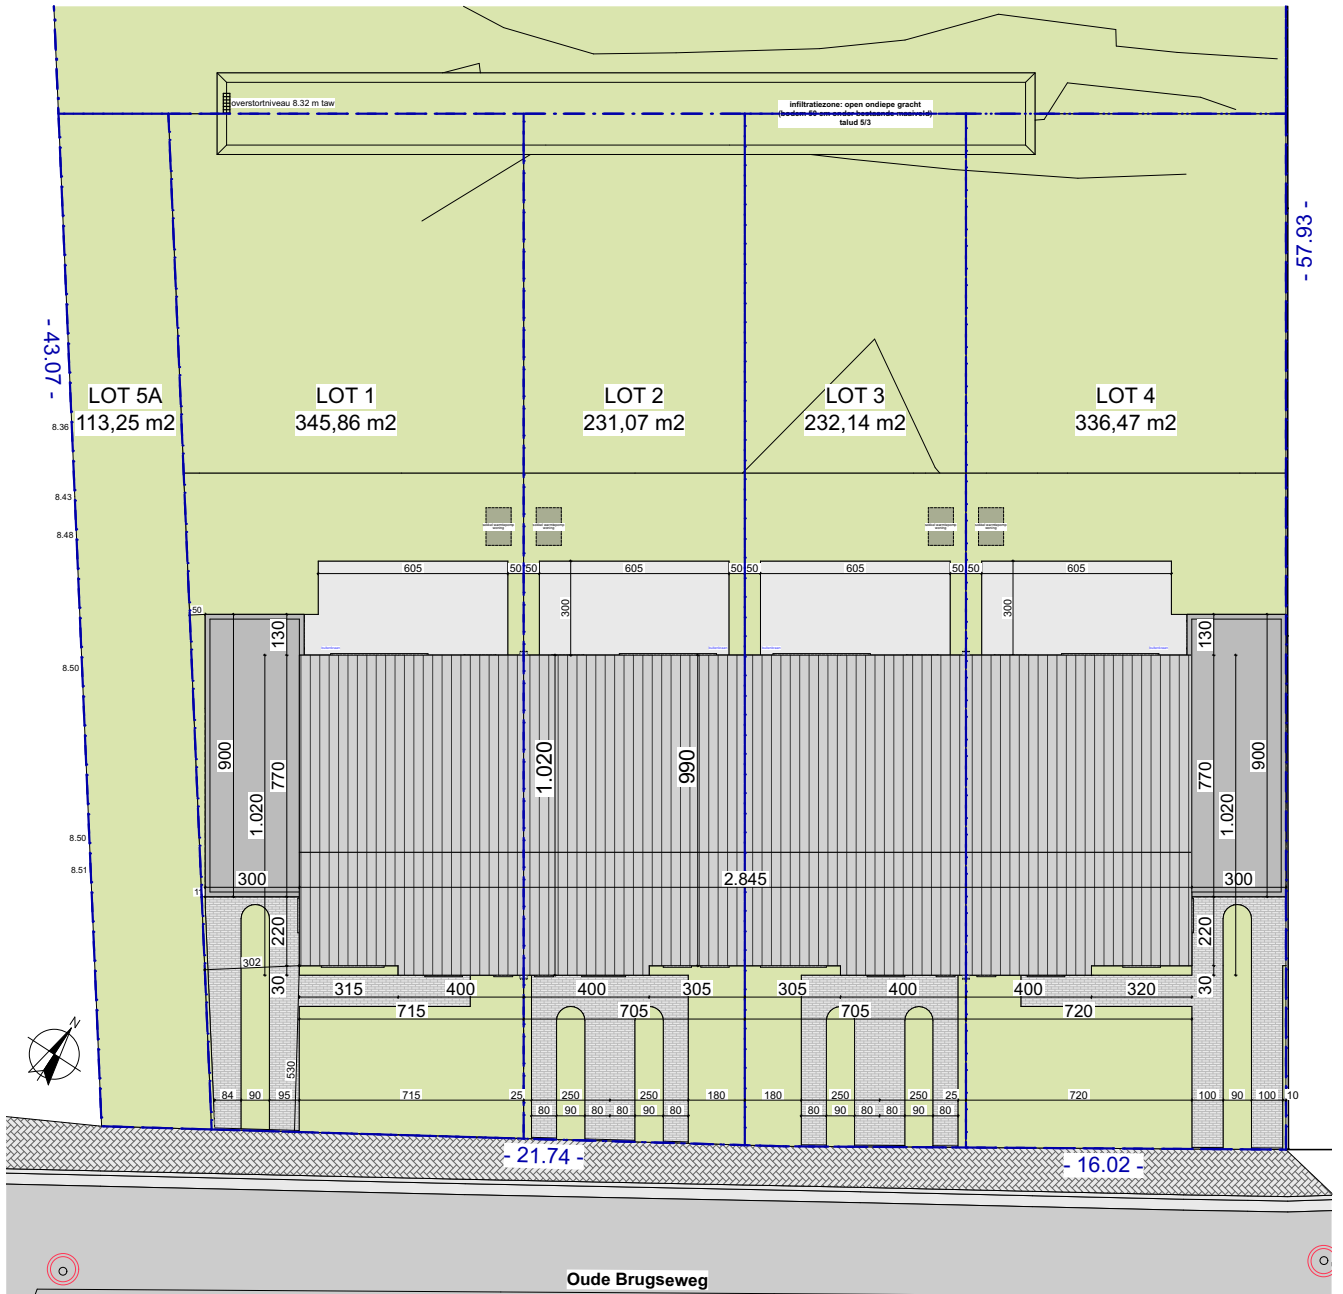 overstortniveau 8.32 m taw
infiltratiezone: open ondiepe gracht
(bodem 50 cm onder bestaande maaiveld)
talud 5/3
- 57.93 -
- 43.07 -
LOT 5A
113,25 m2
LOT 1
345,86 m2
LOT 2
231,07 m2
LOT 3
232,14 m2
LOT 4
336,47 m2
8.36
8.43
8.48
605 50 50 605 50 50 605 50 50 605
300 300
50
130 130
8.50
900 770 1.020 1.020 990 770 1.020 900
8.50
8.51
300 2.845 300
220 220
302
30 30
315 400 400 305 305 400 400 320
715 705 705 720
N
530
84 90 95 715 25 250 250 180 180 250 250 25 720 100 90 100 10
80 90 80 80 90 80 80 90 80 80 90 80
- 21.74 -
- 16.02 -
Oude Brugseweg